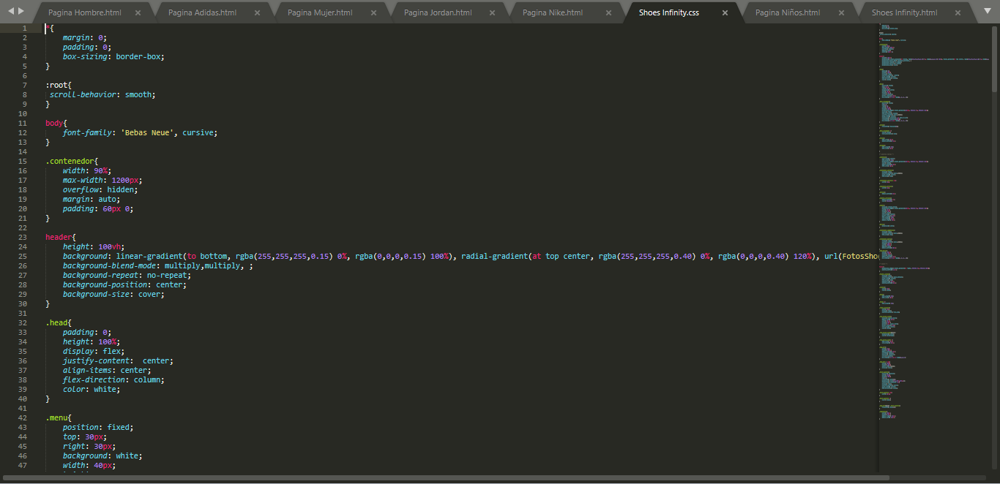 Pagina Hombre.html × Pagina Adidas.html × Pagina Mujer.html × Pagina Jordan.html × Pagina Nike.html × Shoes Infinity.css × Pagina Niños.html × Shoes Infinity.html ×
1 *{
2 margin: 0;
3 padding: 0;
4 box-sizing: border-box;
5 }
6
7 :root{
8 scroll-behavior: smooth;
9 }
10
11 body{
12 font-family: 'Bebas Neue', cursive;
13 }
14
15 .contenedor{
16 width: 90%;
17 max-width: 1200px;
18 overflow: hidden;
19 margin: auto;
20 padding: 60px 0;
21 }
22
23 header{
24 height: 100vh;
25 background: linear-gradient(to bottom, rgba(255,255,255,0.15) 0%, rgba(0,0,0,0.15) 100%), radial-gradient(at top center, rgba(255,255,255,0.40) 0%, rgba(0,0,0,0.40) 120%), url(FotosSho
26 background-blend-mode: multiply,multiply, ;
27 background-repeat: no-repeat;
28 background-position: center;
29 background-size: cover;
30 }
31
32 .head{
33 padding: 0;
34 height: 100%;
35 display: flex;
36 justify-content:  center;
37 align-items: center;
38 flex-direction: column;
39 color: white;
40 }
41
42 .menu{
43 position: fixed;
44 top: 30px;
45 right: 30px;
46 background: white;
47 width: 40px;